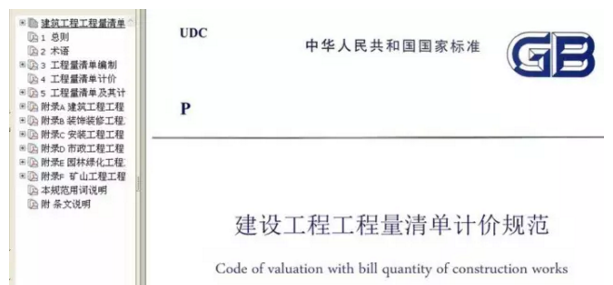 建筑工程工程量清单
1 总则
2 术语
3 工程量清单编制
4 工程量清单计价
5 工程量清单及其计
附录A 建筑工程工程
附录B 装饰装修工程
附录C 安装工程工程
附录D 市政工程工程
附录E 园林绿化工程
附录F 矿山工程工程
本规范用词说明
附 条文说明
UDC
中华人民共和国国家标准
GB
P
建设工程工程量清单计价规范
Code of valuation with bill quantity of construction works